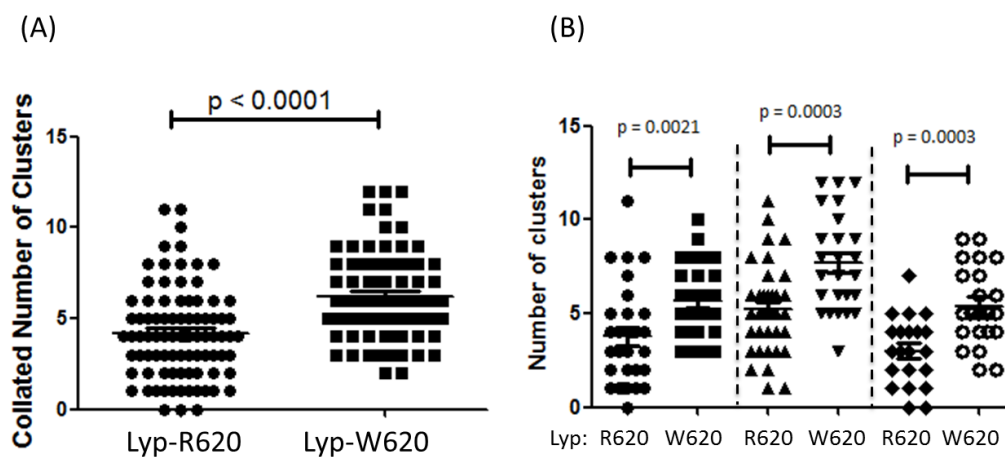 (A)
(B)
p < 0.0001
Collated Number of Clusters
15
10
5
0
Lyp-R620 Lyp-W620
p = 0.0021
p = 0.0003
p = 0.0003
Number of clusters
15
10
5
0
Lyp: R620 W620 R620 W620 R620 W620